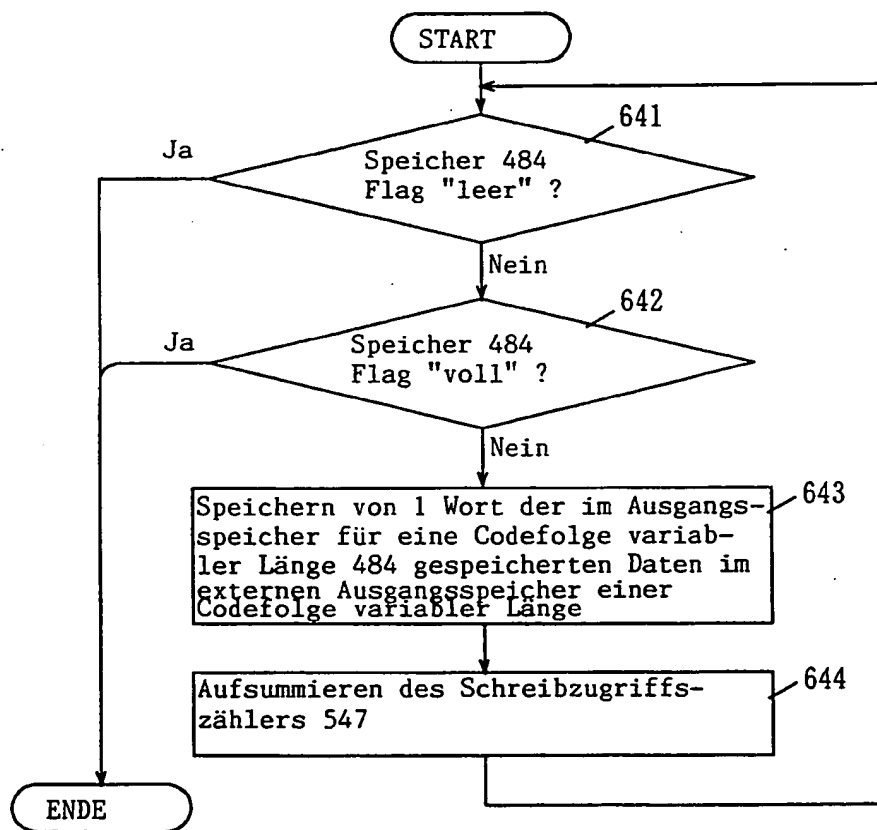 START
641
Ja
Speicher 484
Flag "leer" ?
Nein
642
Ja
Speicher 484
Flag "voll" ?
Nein
643
Speichern von 1 Wort der im Ausgangs-
speicher für eine Codefolge variab-
ler Länge 484 gespeicherten Daten im
externen Ausgangsspeicher einer
Codefolge variabler Länge
644
Aufsummieren des Schreibzugriffs-
zählers 547
ENDE